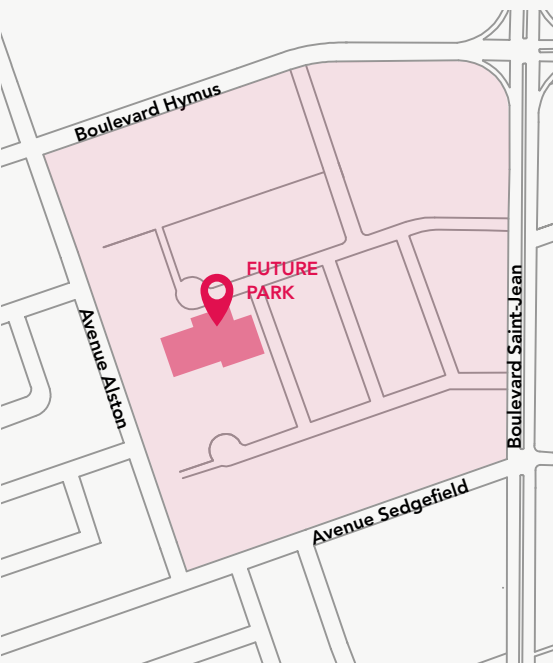 Boulevard Hymus
FUTURE
PARK
Avenue Alston
Boulevard Saint-Jean
Avenue Sedgefield